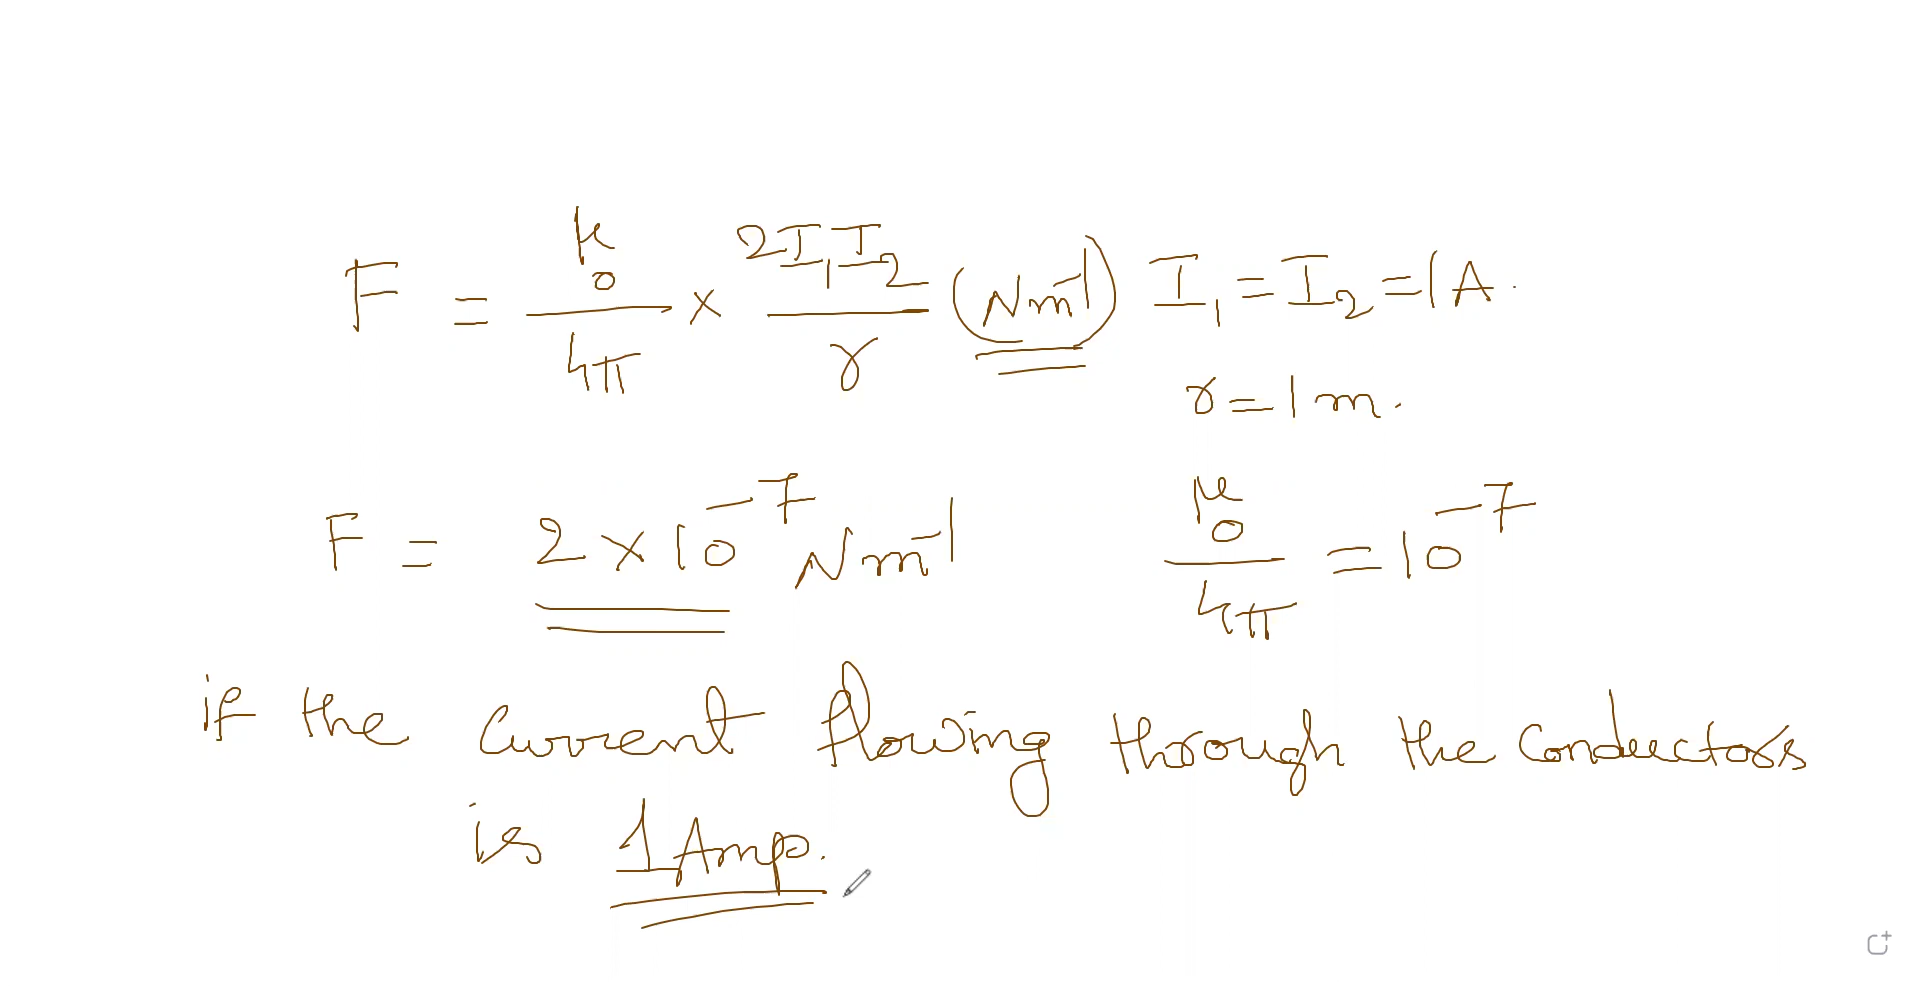 F = μ₀/4π × 2I₁I₂/r (Nm⁻¹) I₁ = I₂ = 1A.
r = 1 m.
F = 2 × 10⁻⁷ Nm⁻¹ μ₀/4π = 10⁻⁷
if the Current flowing through the Conductors
is 1 Amp.